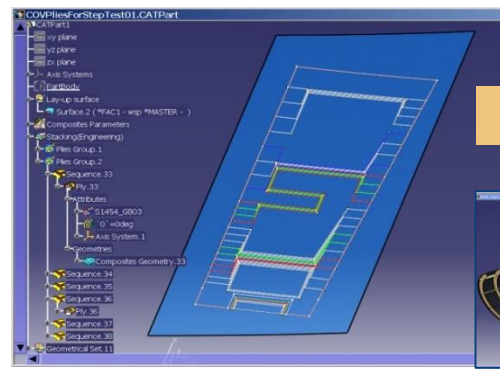 COVPliesForStepTest01.CATPart
CATPart1
xy plane
yz plane
zx plane
Axis Systems
PartBody
Lay-up surface
Surface.2 ( *FAC1 - wsp *MASTER - )
Composites Parameters
Stacking(Engineering)
Plies Group.1
Plies Group.2
Sequence.33
Ply.33
Attributes
S1454_G803
`0`=0deg
Axis System.1
Geometries
Composites Geometry.33
Sequence.34
Sequence.35
Sequence.36
Ply.36
Sequence.37
Sequence.38
Geometrical Set.11